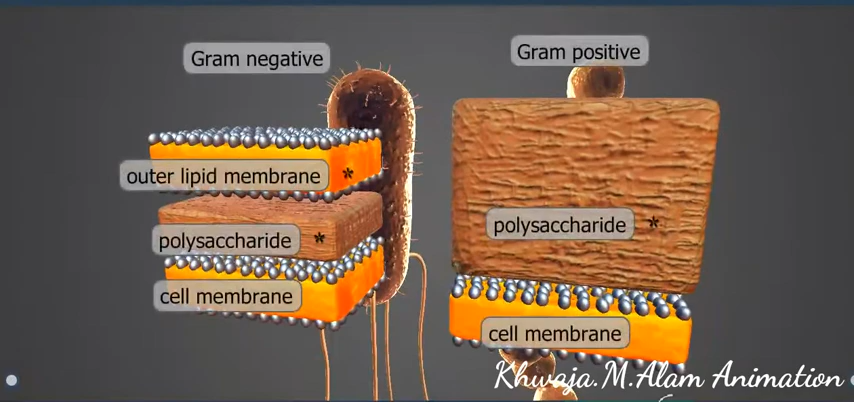 Gram negative
Gram positive
outer lipid membrane *
polysaccharide *
cell membrane
polysaccharide *
cell membrane
Khwaja.M.Alam Animation